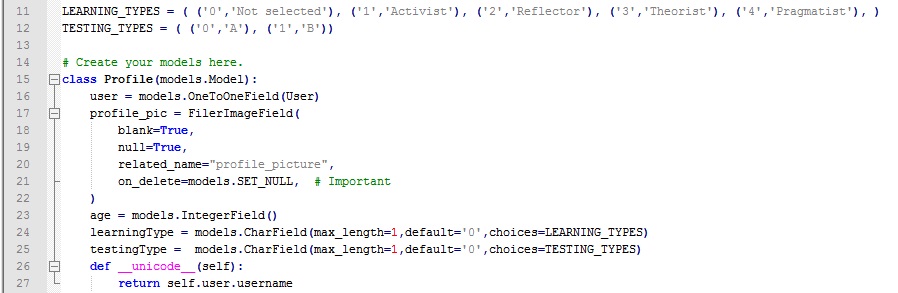 11 LEARNING_TYPES = ( ('0','Not selected'), ('1','Activist'), ('2','Reflector'), ('3','Theorist'), ('4','Pragmatist'), )
12 TESTING_TYPES = ( ('0','A'), ('1','B'))
13
14 # Create your models here.
15 class Profile(models.Model):
16 user = models.OneToOneField(User)
17 profile_pic = FilerImageField(
18 blank=True,
19 null=True,
20 related_name="profile_picture",
21 on_delete=models.SET_NULL, # Important
22 )
23 age = models.IntegerField()
24 learningType = models.CharField(max_length=1,default='0',choices=LEARNING_TYPES)
25 testingType = models.CharField(max_length=1,default='0',choices=TESTING_TYPES)
26 def __unicode__(self):
27 return self.user.username